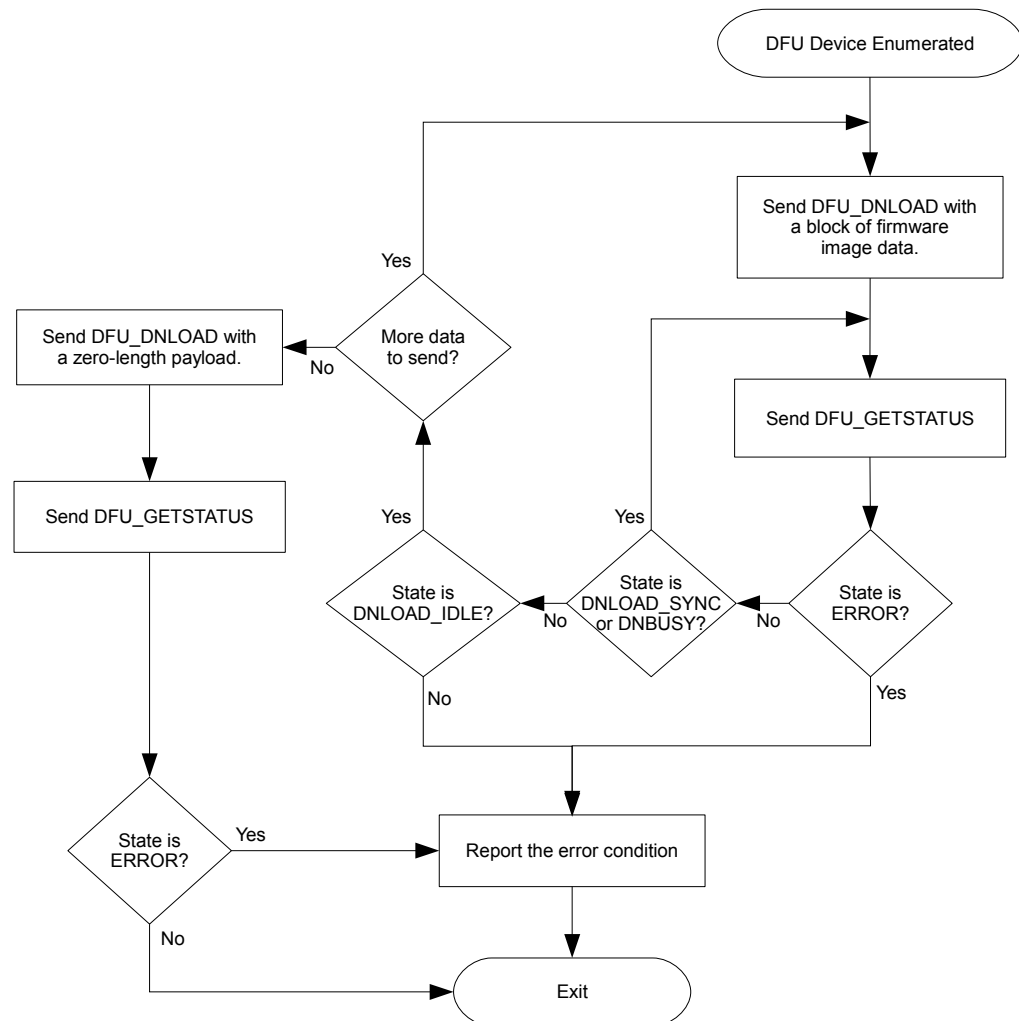 DFU Device Enumerated
Send DFU_DNLOAD with
a block of firmware
image data.
Yes
More data
to send?
No
Send DFU_DNLOAD with
a zero-length payload.
Send DFU_GETSTATUS
Send DFU_GETSTATUS
Yes
Yes
State is
DNLOAD_IDLE?
No
State is
DNLOAD_SYNC
or DNBUSY?
No
State is
ERROR?
No
Yes
State is
ERROR?
Yes
Report the error condition
No
Exit